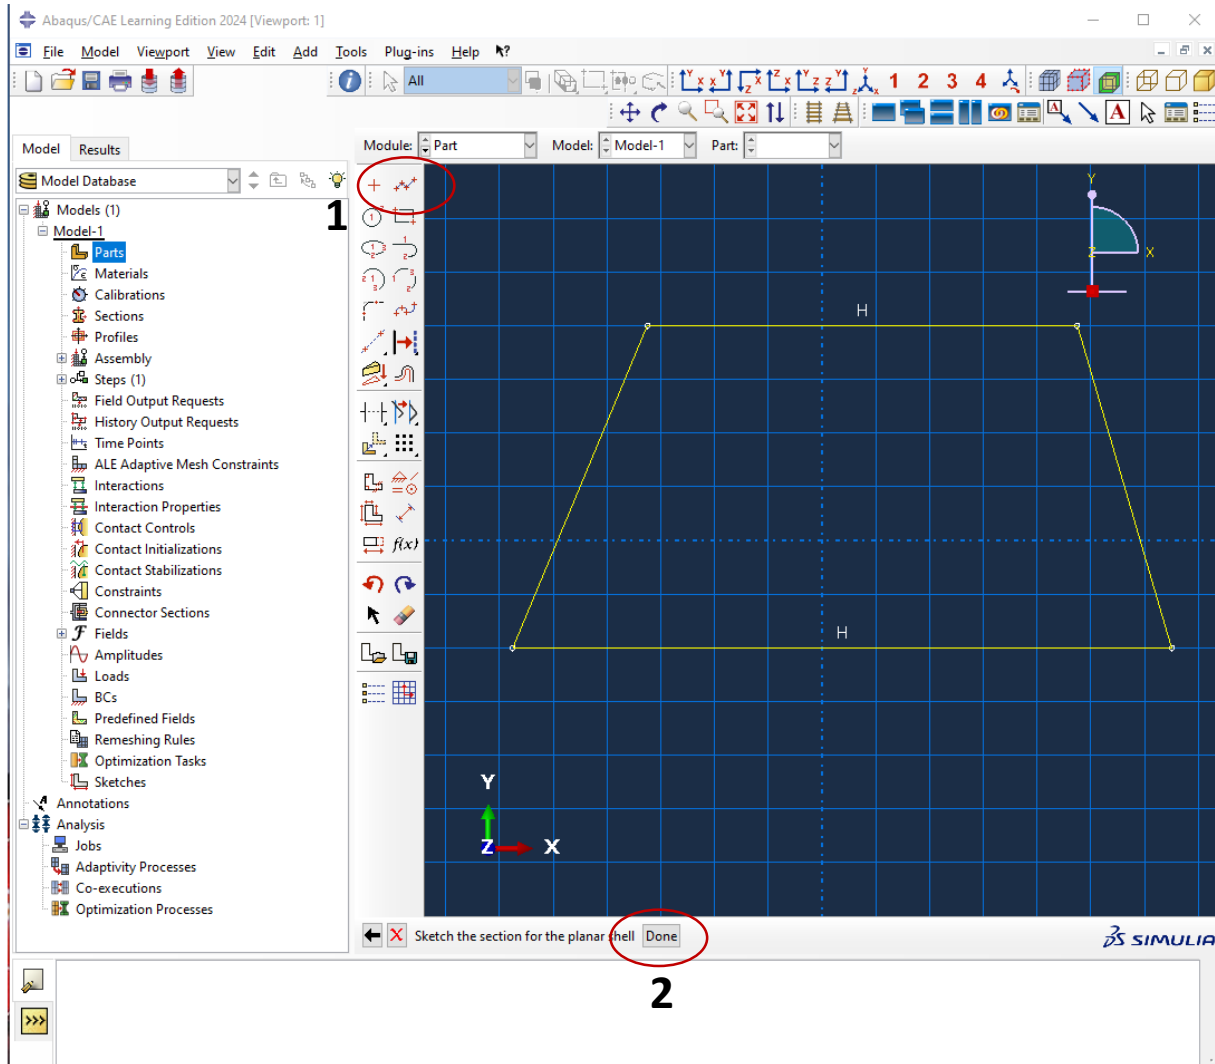 Abaqus/CAE Learning Edition 2024 [Viewport: 1]
File Model Viewport View Edit Add Tools Plug-ins Help
All
1 2 3 4
A
Model Results
Module: Part Model: Model-1 Part:
Model Database
Models (1)
Model-1
Parts
Materials
Calibrations
Sections
Profiles
Assembly
Steps (1)
Field Output Requests
History Output Requests
Time Points
ALE Adaptive Mesh Constraints
Interactions
Interaction Properties
Contact Controls
Contact Initializations
Contact Stabilizations
Constraints
Connector Sections
Fields
Amplitudes
Loads
BCs
Predefined Fields
Remeshing Rules
Optimization Tasks
Sketches
Annotations
Analysis
Jobs
Adaptivity Processes
Co-executions
Optimization Processes
1
f(x)
Y
Z X
H
H
Y
Z X
Sketch the section for the planar shell Done
SIMULIA
2
>>>